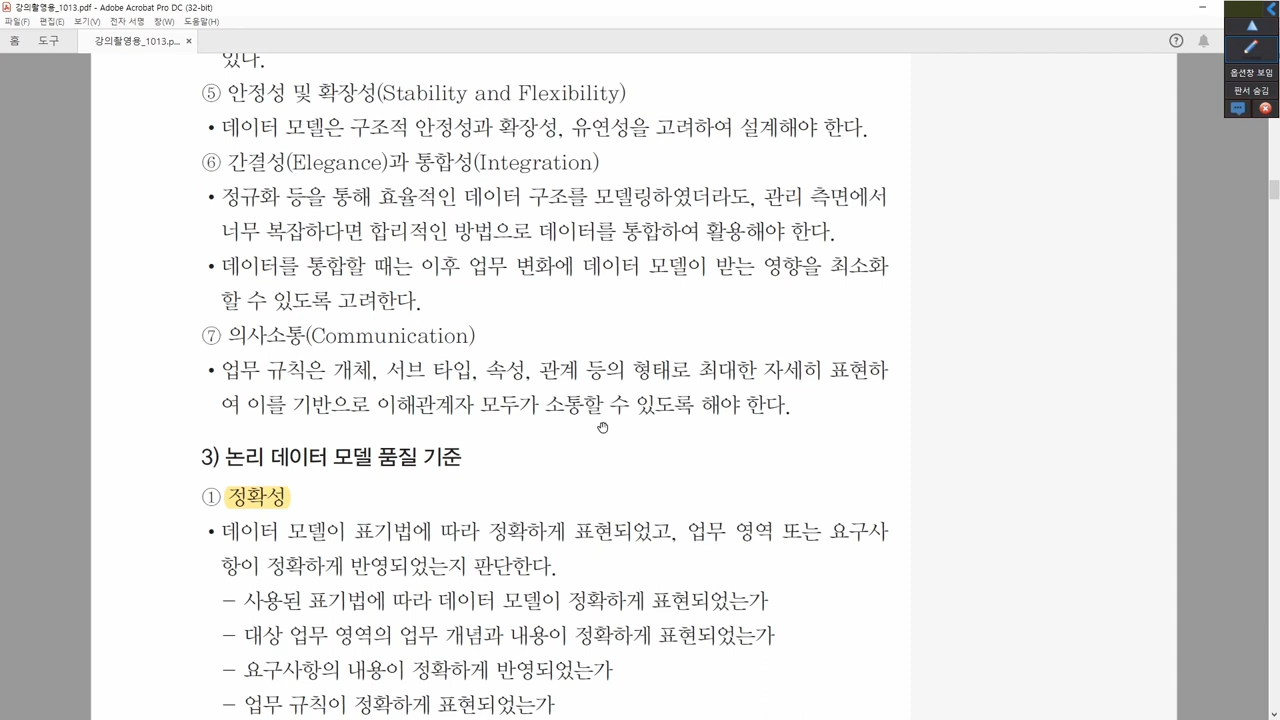 강의촬영용_1013.pdf - Adobe Acrobat Pro DC (32-bit)
파일(F) 편집(E) 보기(V) 전자 서명 창(W) 도움말(H)
홈 도구 강의촬영용_1013.p... ×
옵션창 보임
판서 숨김
있다.
⑤ 안정성 및 확장성(Stability and Flexibility)
• 데이터 모델은 구조적 안정성과 확장성, 유연성을 고려하여 설계해야 한다.
⑥ 간결성(Elegance)과 통합성(Integration)
• 정규화 등을 통해 효율적인 데이터 구조를 모델링하였더라도, 관리 측면에서
너무 복잡하다면 합리적인 방법으로 데이터를 통합하여 활용해야 한다.
• 데이터를 통합할 때는 이후 업무 변화에 데이터 모델이 받는 영향을 최소화
할 수 있도록 고려한다.
⑦ 의사소통(Communication)
• 업무 규칙은 개체, 서브 타입, 속성, 관계 등의 형태로 최대한 자세히 표현하
여 이를 기반으로 이해관계자 모두가 소통할 수 있도록 해야 한다.
3) 논리 데이터 모델 품질 기준
① 정확성
• 데이터 모델이 표기법에 따라 정확하게 표현되었고, 업무 영역 또는 요구사
항이 정확하게 반영되었는지 판단한다.
– 사용된 표기법에 따라 데이터 모델이 정확하게 표현되었는가
– 대상 업무 영역의 업무 개념과 내용이 정확하게 표현되었는가
– 요구사항의 내용이 정확하게 반영되었는가
– 업무 규칙이 정확하게 표현되었는가